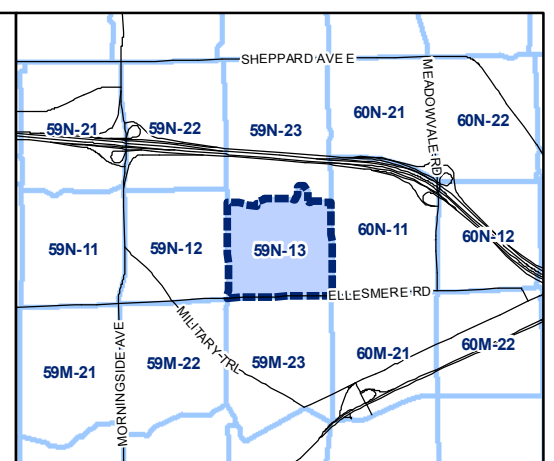 SHEPPARD AVE E
MEADOWVALE RD
60N-21
60N-22
59N-21
59N-22
59N-23
59N-11
59N-12
59N-13
60N-11
60N-12
ELLESMERE RD
MORNINGSIDE AVE
MILITARY TRL
59M-21
59M-22
59M-23
60M-21
60M-22